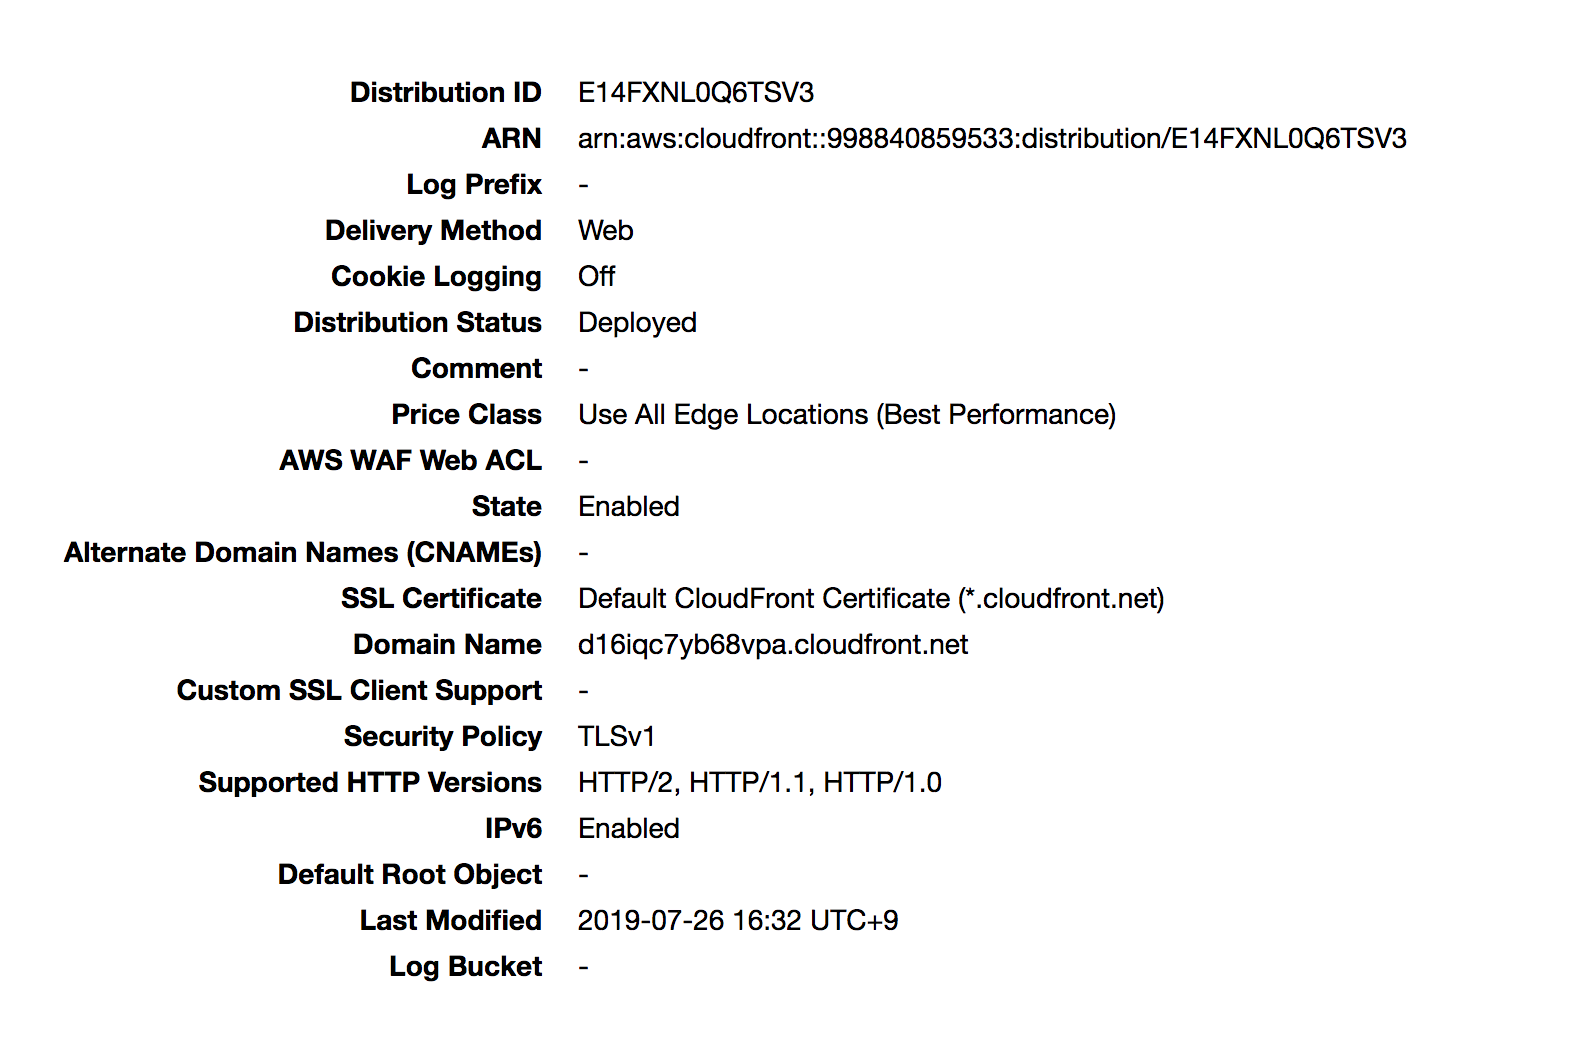 Distribution ID E14FXNL0Q6TSV3
ARN arn:aws:cloudfront::998840859533:distribution/E14FXNL0Q6TSV3
Log Prefix -
Delivery Method Web
Cookie Logging Off
Distribution Status Deployed
Comment -
Price Class Use All Edge Locations (Best Performance)
AWS WAF Web ACL -
State Enabled
Alternate Domain Names (CNAMEs) -
SSL Certificate Default CloudFront Certificate (*.cloudfront.net)
Domain Name d16iqc7yb68vpa.cloudfront.net
Custom SSL Client Support -
Security Policy TLSv1
Supported HTTP Versions HTTP/2, HTTP/1.1, HTTP/1.0
IPv6 Enabled
Default Root Object -
Last Modified 2019-07-26 16:32 UTC+9
Log Bucket -